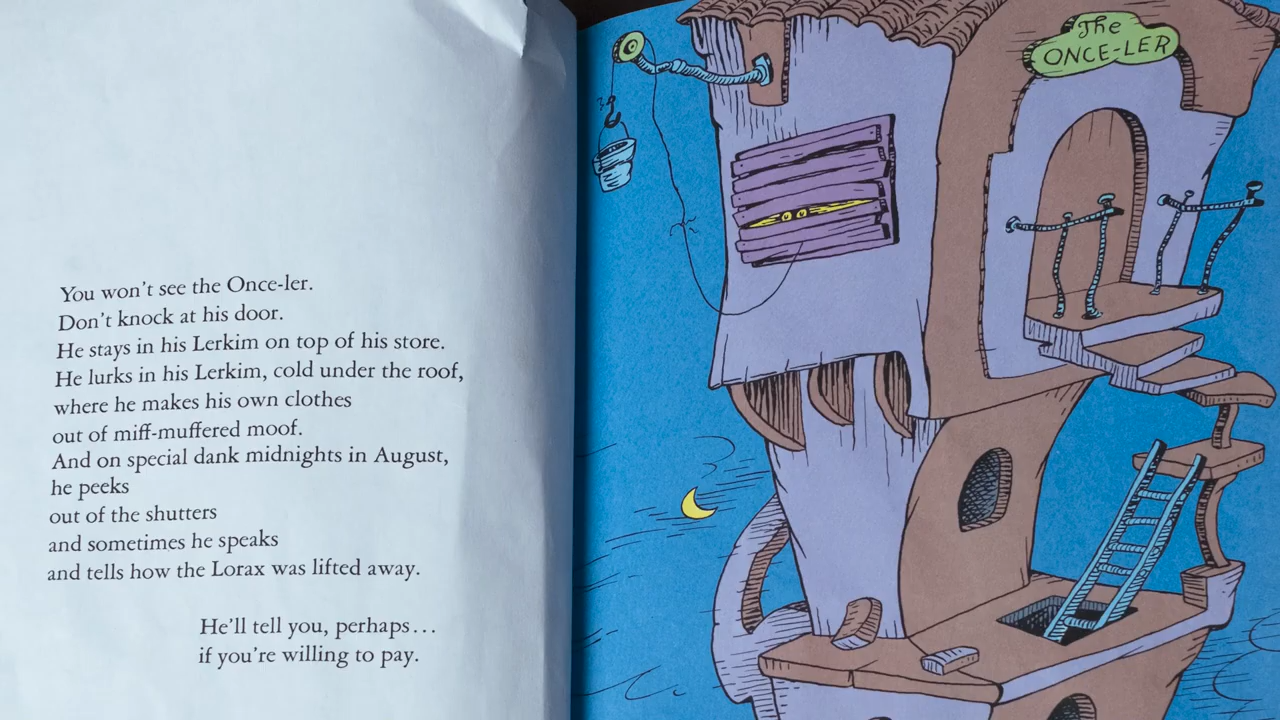 You won't see the Once-ler.
Don't knock at his door.
He stays in his Lerkim on top of his store.
He lurks in his Lerkim, cold under the roof,
where he makes his own clothes
out of miff-muffered moof.
And on special dank midnights in August,
he peeks
out of the shutters
and sometimes he speaks
and tells how the Lorax was lifted away.
He'll tell you, perhaps...
if you're willing to pay.
The
ONCE-LER